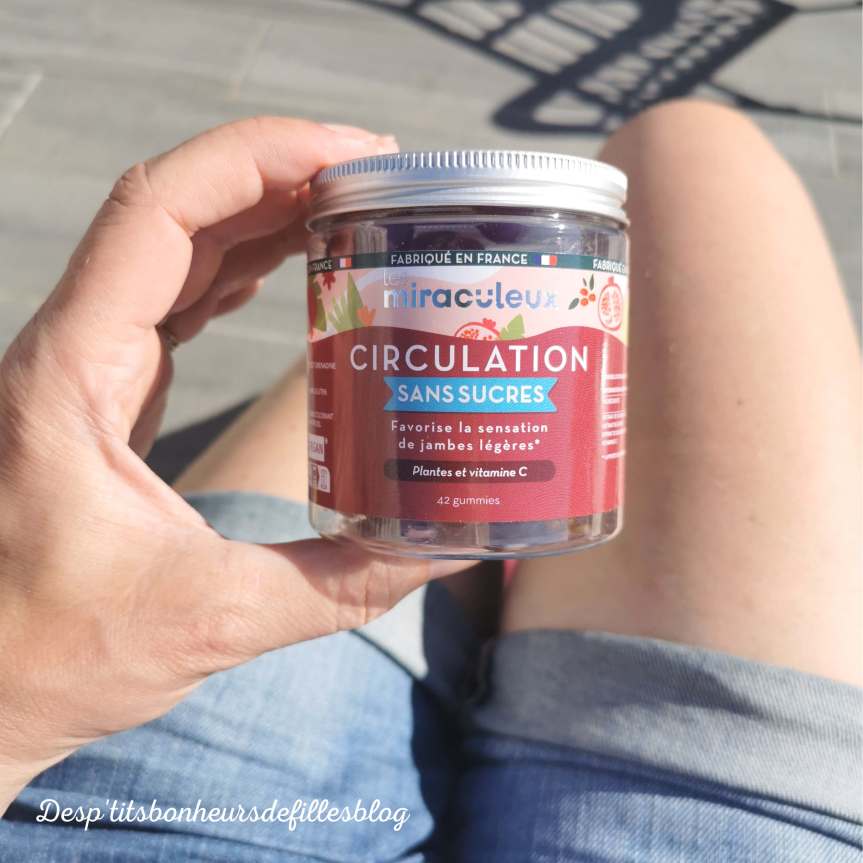 FABRIQUÉ EN FRANCE
les
miraculeux
CIRCULATION
SANS SUCRES
Favorise la sensation
de jambes légères*
Plantes et vitamine C
42 gummies
Desp'titsbonheursdefillesblog